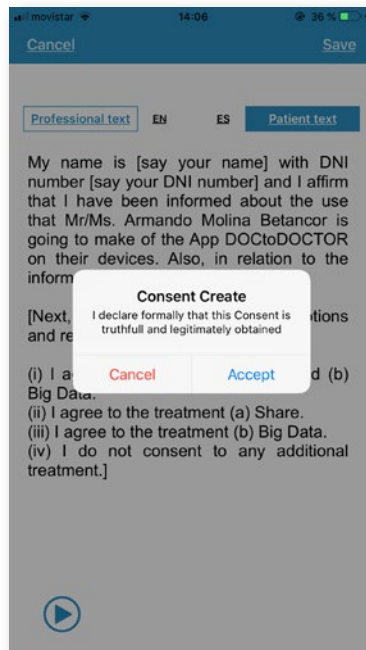 movistar 14:06 36 %
Cancel Save
Professional text EN ES Patient text
My name is [say your name] with DNI
number [say your DNI number] and I affirm
that I have been informed about the use
that Mr/Ms. Armando Molina Betancor is
going to make of the App DOCtoDOCTOR
on their devices. Also, in relation to the
inform
Consent Create
[Next, I declare formally that this Consent is tions
and re truthfull and legitimately obtained
(i) I a Cancel Accept d (b)
Big Data.
(ii) I agree to the treatment (a) Share.
(iii) I agree to the treatment (b) Big Data.
(iv) I do not consent to any additional
treatment.]